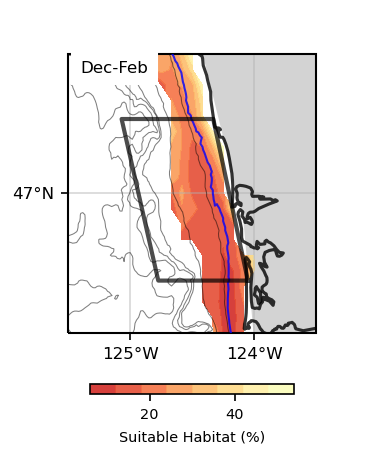 Dec-Feb
47°N
125°W 124°W
20 40
Suitable Habitat (%)